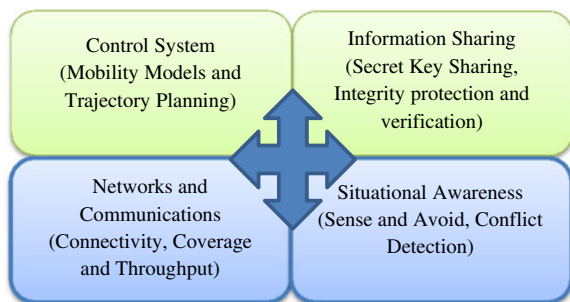 Control System
(Mobility Models and
Trajectory Planning)
Information Sharing
(Secret Key Sharing,
Integrity protection and
verification)
Networks and
Communications
(Connectivity, Coverage
and Throughput)
Situational Awareness
(Sense and Avoid, Conflict
Detection)